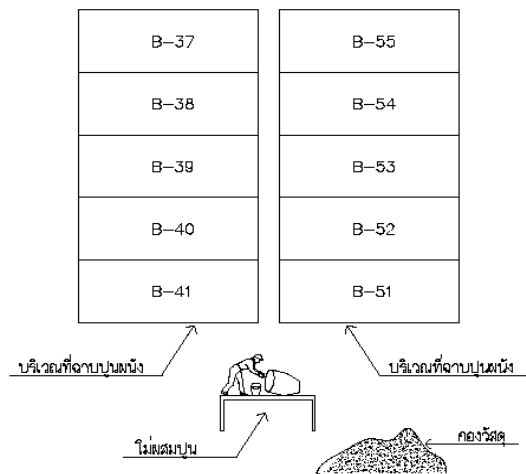 B-37
B-38
B-39
B-40
B-41
B-55
B-54
B-53
B-52
B-51
บริเวณที่ฉาบปูนผนัง
บริเวณที่ฉาบปูนผนัง
โม่ผสมปูน
กองวัสดุ